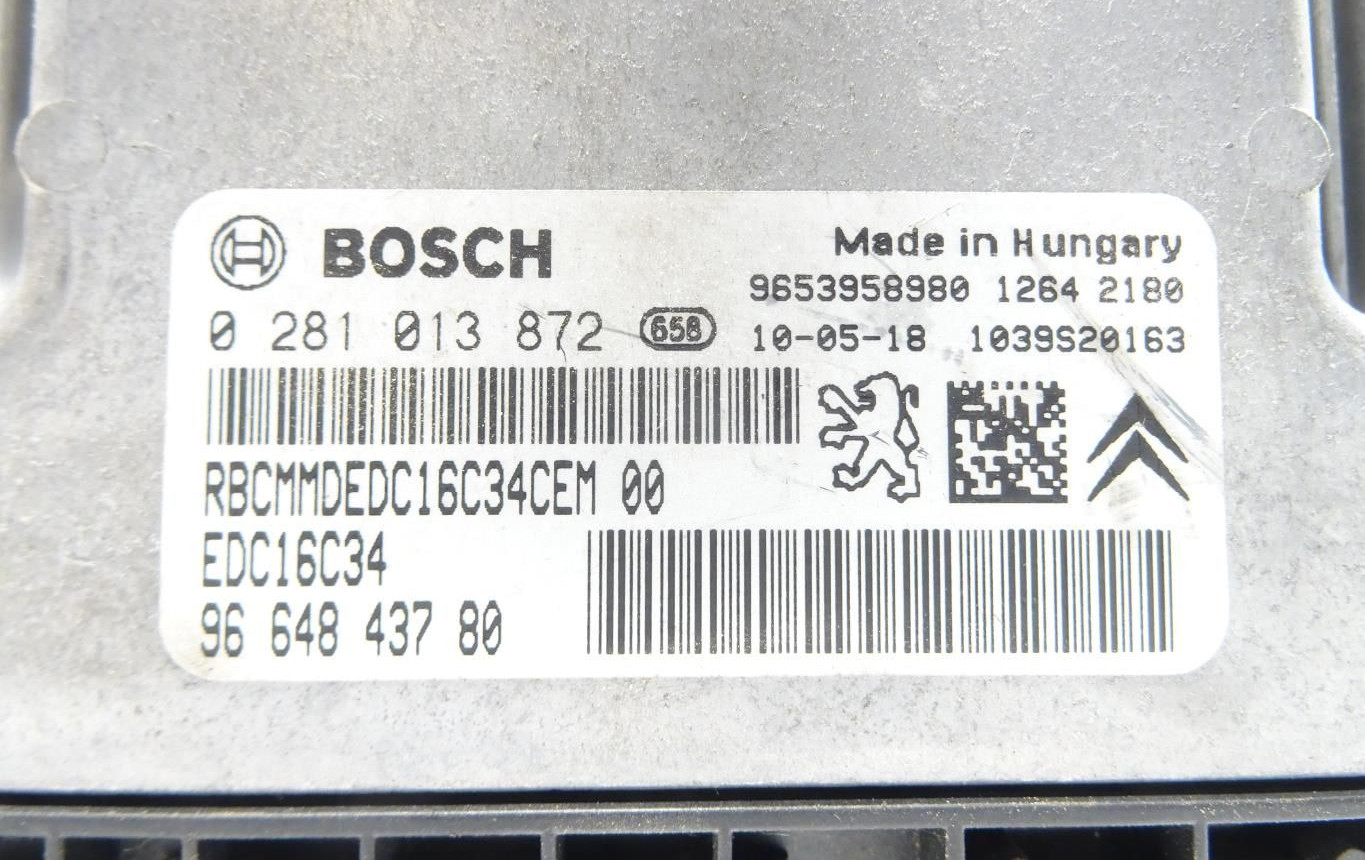 BOSCH
Made in Hungary
9653958980 1264 2180
0 281 013 872 658
10-05-18 1039S20163
RBCMMDEDC16C34CEM 00
EDC16C34
96 648 437 80